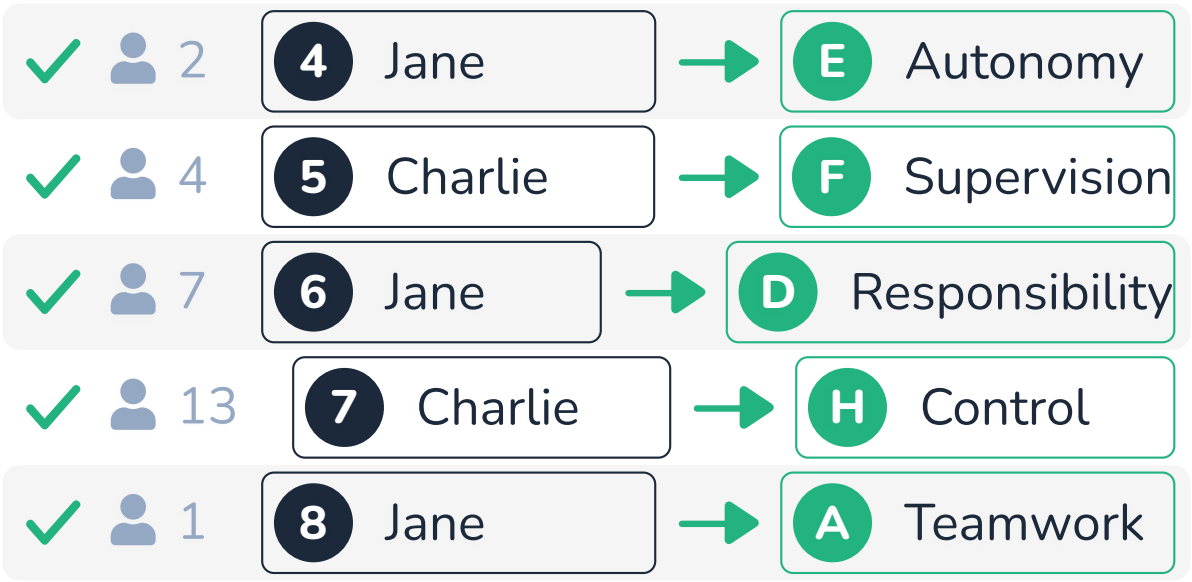 2 4 Jane E Autonomy
4 5 Charlie F Supervision
7 6 Jane D Responsibility
13 7 Charlie H Control
1 8 Jane A Teamwork